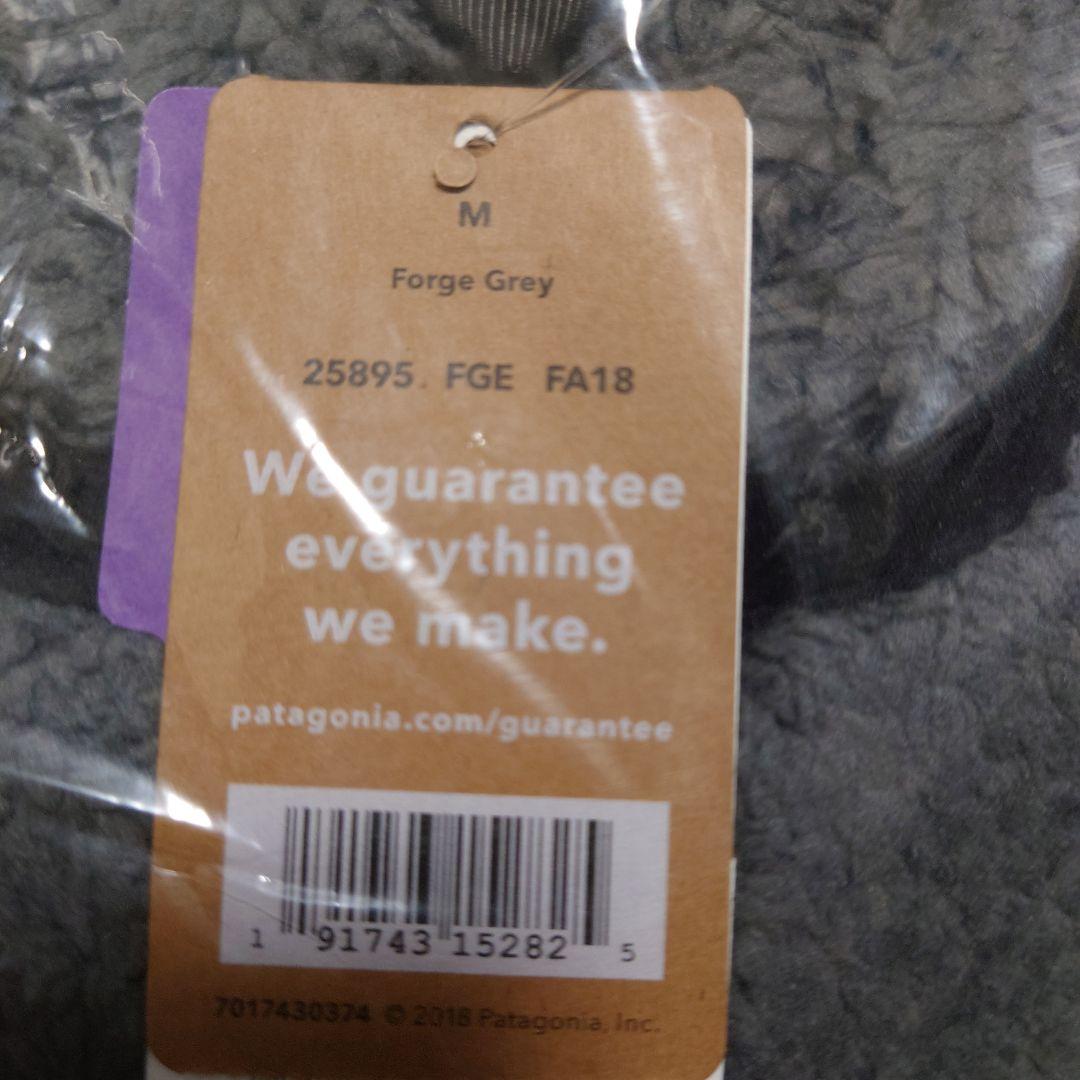 M
Forge Grey
25895 FGE FA18
We guarantee
everything
we make.
patagonia.com/guarantee
1 91743 15282 5
7017430374 © 2018 Patagonia, Inc.